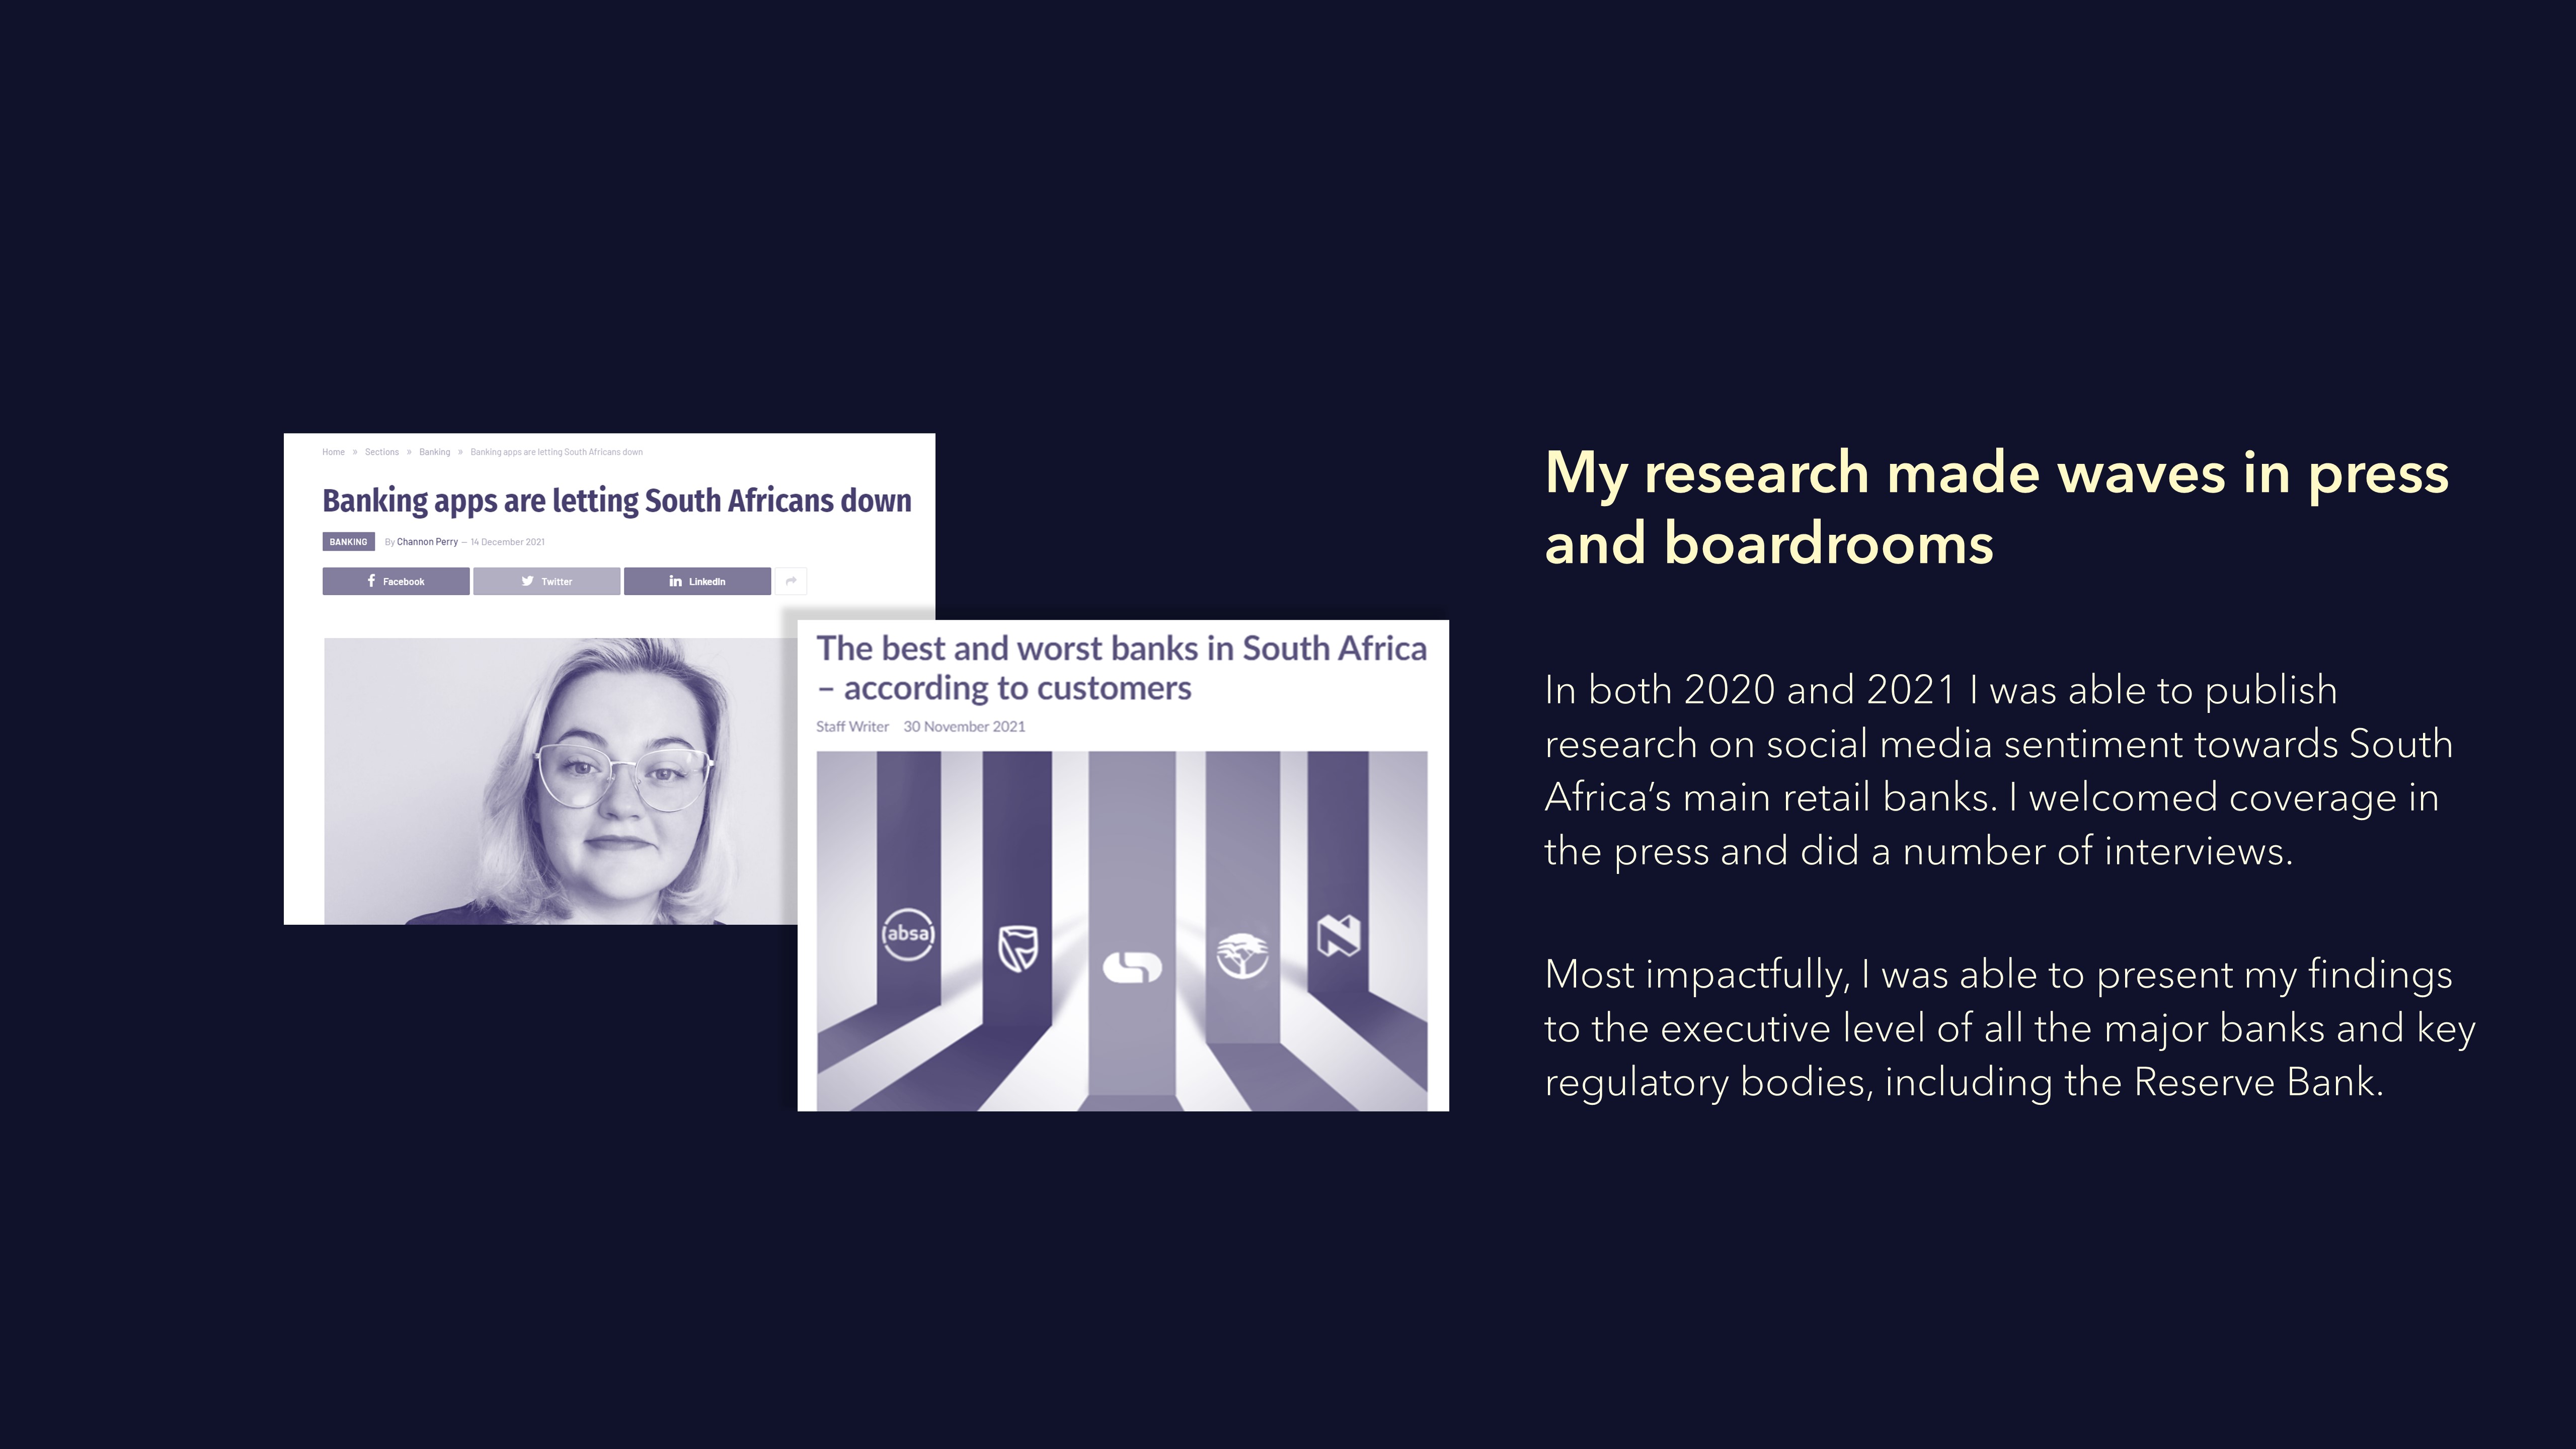 Home » Sections » Banking » Banking apps are letting South Africans down
Banking apps are letting South Africans down
BANKING By Channon Perry — 14 December 2021
Facebook Twitter LinkedIn
The best and worst banks in South Africa
– according to customers
Staff Writer 30 November 2021
absa
My research made waves in press
and boardrooms
In both 2020 and 2021 I was able to publish
research on social media sentiment towards South
Africa’s main retail banks. I welcomed coverage in
the press and did a number of interviews.
Most impactfully, I was able to present my findings
to the executive level of all the major banks and key
regulatory bodies, including the Reserve Bank.